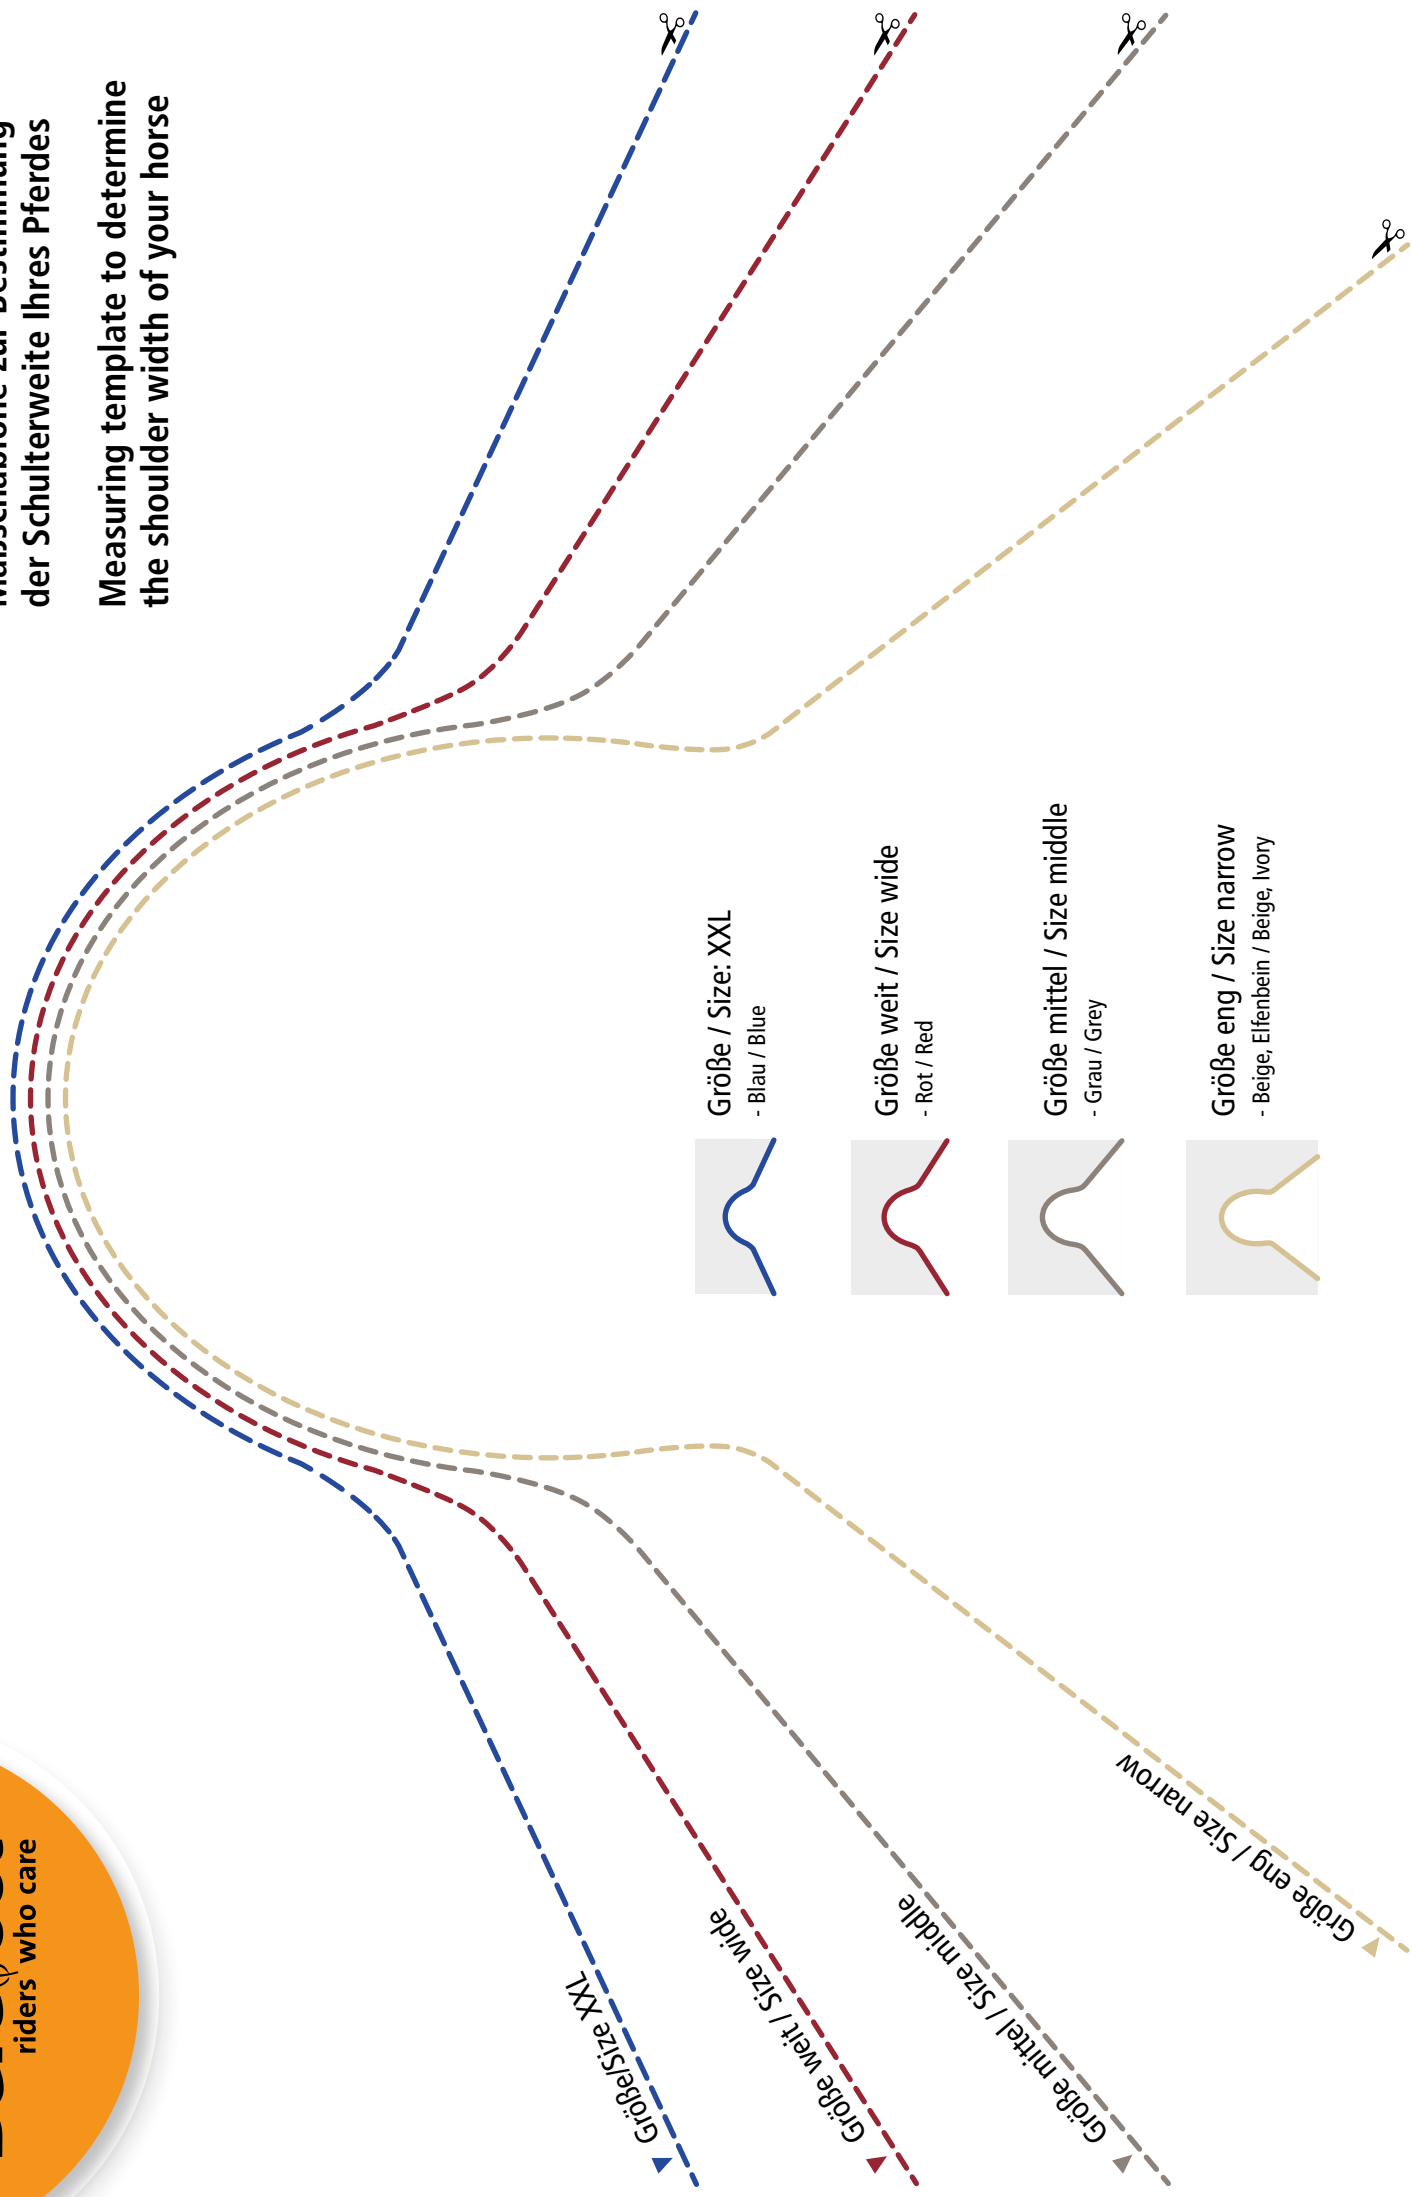 der Schulterweite Ihres Pferdes
Measuring template to determine
the shoulder width of your horse
riders who care
Größe / Size: XXL
- Blau / Blue
Größe weit / Size wide
- Rot / Red
Größe mittel / Size middle
- Grau / Grey
Größe eng / Size narrow
- Beige, Elfenbein / Beige, Ivory
Größe/Size XXL
Größe weit / Size wide
Größe mittel / Size middle
Größe eng / Size narrow